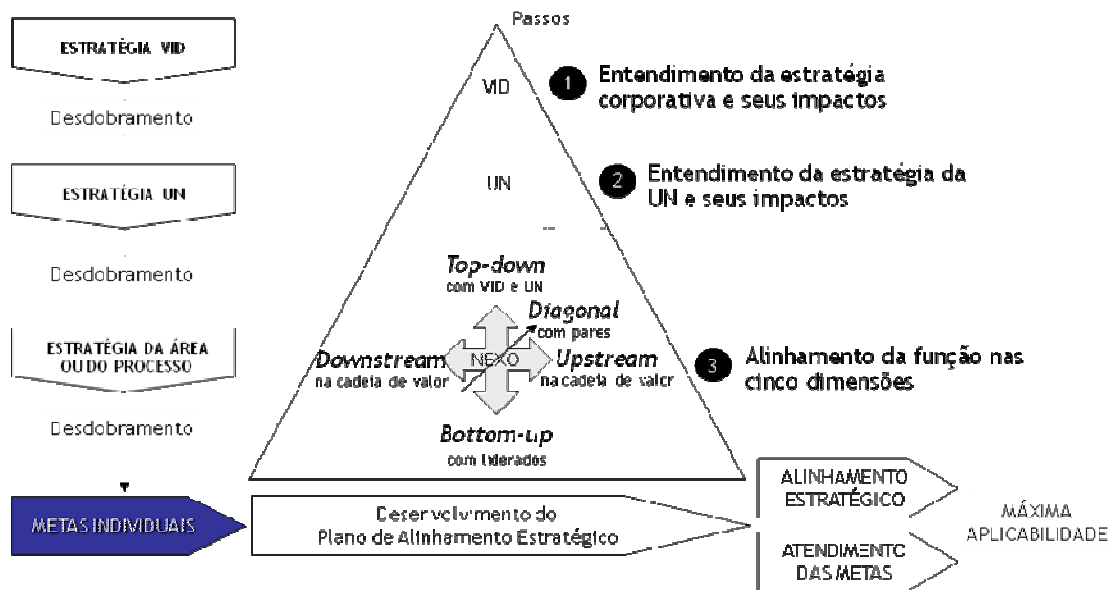 Passos
ESTRATÉGIA VID
Desdobramento
ESTRATÉGIA UN
Desdobramento
ESTRATÉGIA DA ÁREA
OU DO PROCESSO
Desdobramento
METAS INDIVIDUAIS
VID
UN
Top-down
com VID e UN
Diagonal
com pares
Downstream
na cadeia de valor
NEXO
Upstream
na cadeia de valor
Bottom-up
com liderados
1 Entendimento da estratégia
corporativa e seus impactos
2 Entendimento da estratégia da
UN e seus impactos
3 Alinhamento da função nas
cinco dimensões
Desenvolvimento do
Plano de Alinhamento Estratégico
ALINHAMENTO
ESTRATÉGICO
ATENDIMENTO
DAS METAS
MÁXIMA
APLICABILIDADE